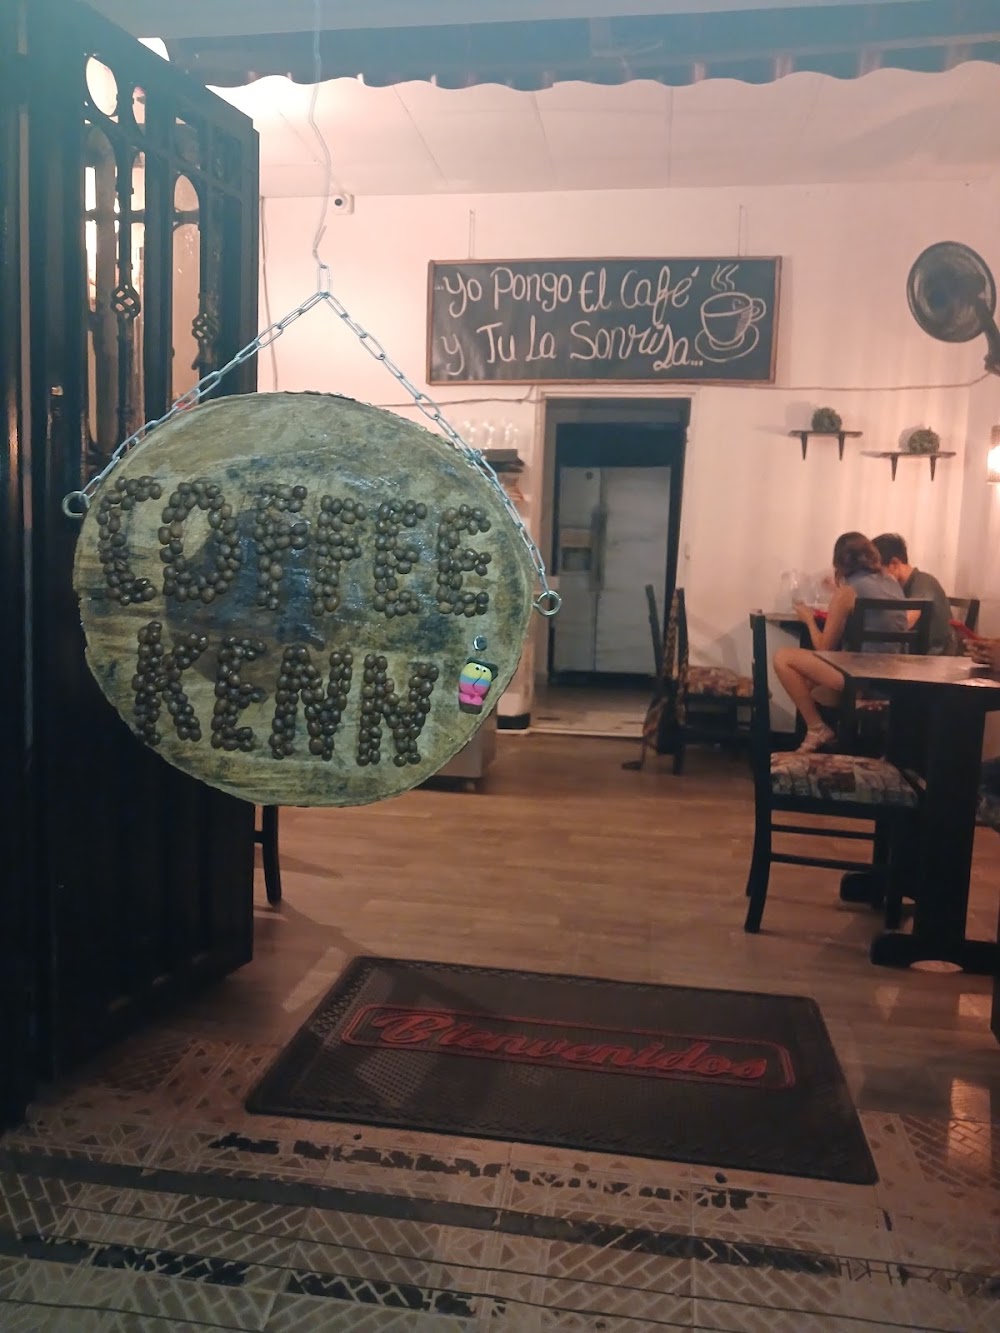 ...yo Pongo El Café
y Tu La Sonrisa...
COFFEE
KENN
Bienvenidos